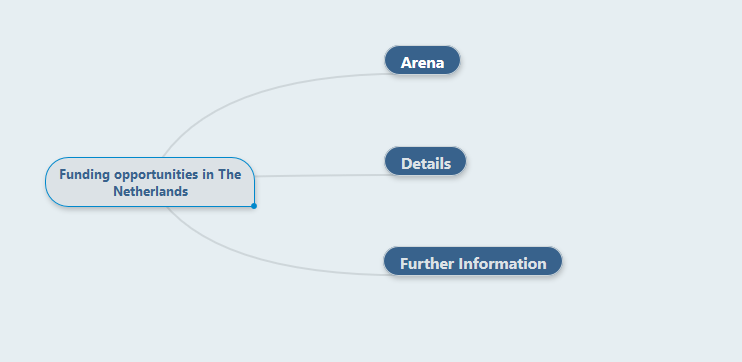 Arena
Funding opportunities in The
Netherlands
Details
Further Information